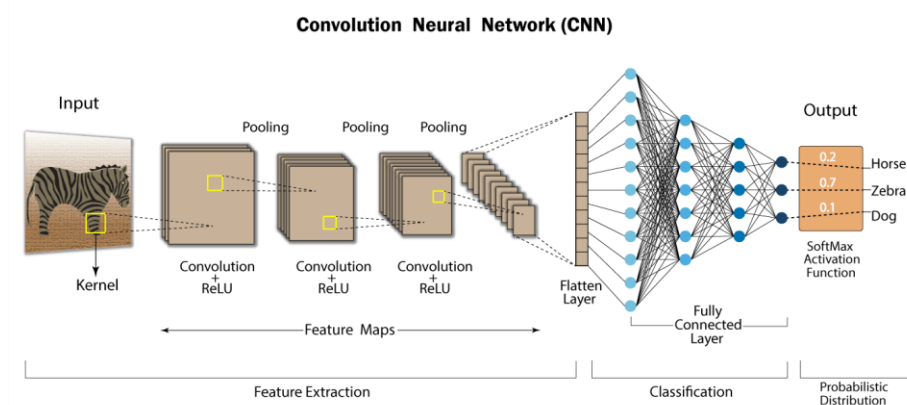 Convolution Neural Network (CNN)
Input
Pooling
Pooling
Pooling
Output
0.2
Horse
0.7
Zebra
0.1
Dog
Kernel
Convolution
+
ReLU
Convolution
+
ReLU
Convolution
+
ReLU
Flatten
Layer
SoftMax
Activation
Function
Feature Maps
Fully
Connected
Layer
Feature Extraction
Classification
Probabilistic
Distribution